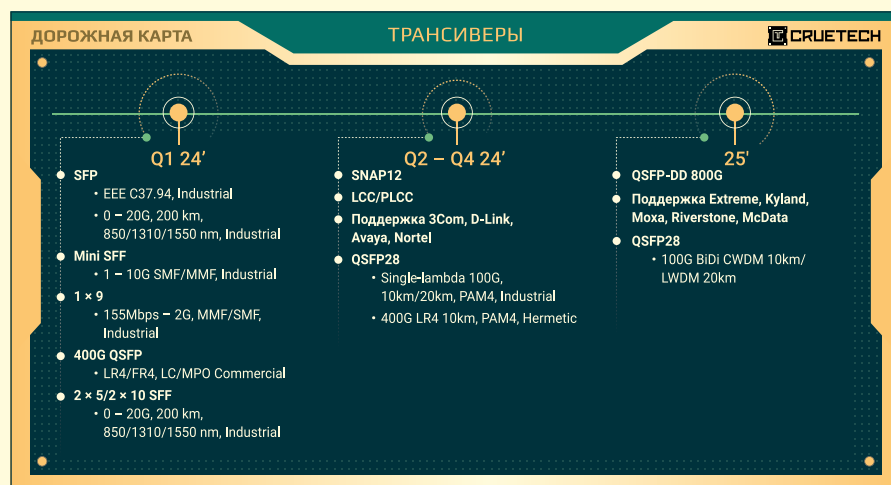 ДОРОЖНАЯ КАРТА
ТРАНСИВЕРЫ
CRUETECH
Q1 24’
SFP
• EEE C37.94, Industrial
• 0 – 20G, 200 km,
850/1310/1550 nm, Industrial
Mini SFF
• 1 – 10G SMF/MMF, Industrial
1 × 9
• 155Mbps – 2G, MMF/SMF,
Industrial
400G QSFP
• LR4/FR4, LC/MPO Commercial
2 × 5/2 × 10 SFF
• 0 – 20G, 200 km,
850/1310/1550 nm, Industrial
Q2 – Q4 24’
SNAP12
LCC/PLCC
Поддержка 3Com, D-Link,
Avaya, Nortel
QSFP28
• Single-lambda 100G,
10km/20km, PAM4, Industrial
• 400G LR4 10km, PAM4, Hermetic
25'
QSFP-DD 800G
Поддержка Extreme, Kyland,
Moxa, Riverstone, McData
QSFP28
• 100G BiDi CWDM 10km/
LWDM 20km